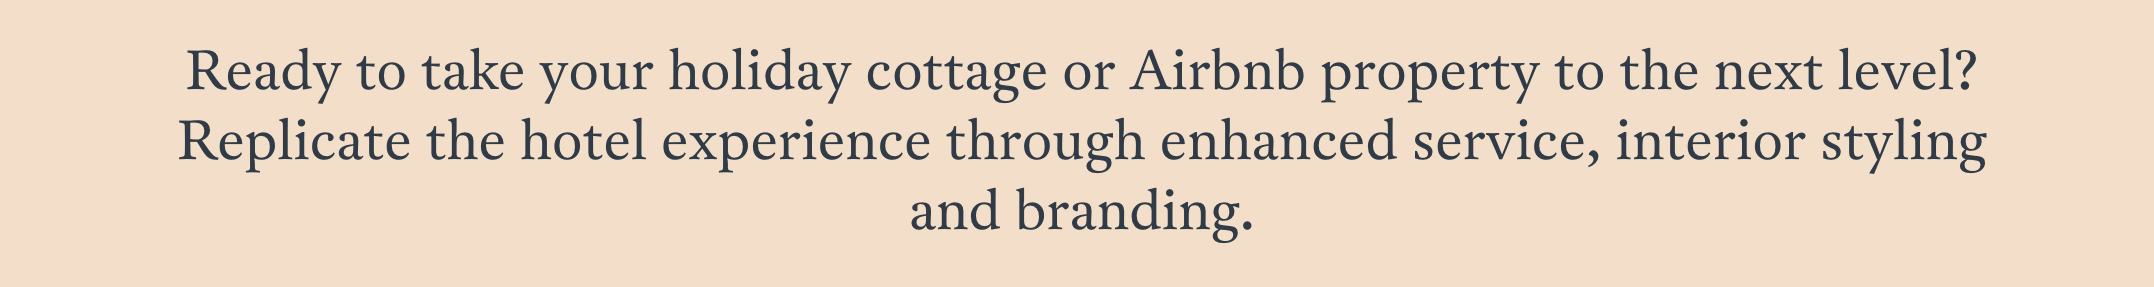 Ready to take your holiday cottage or Airbnb property to the next level?
Replicate the hotel experience through enhanced service, interior styling
and branding.